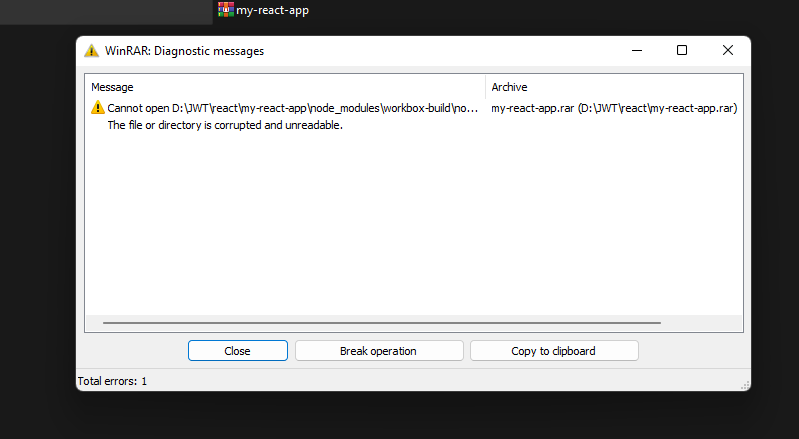 my-react-app
WinRAR: Diagnostic messages
Message Archive
Cannot open D:\JWT\react\my-react-app\node_modules\workbox-build\no... my-react-app.rar (D:\JWT\react\my-react-app.rar)
The file or directory is corrupted and unreadable.
Close Break operation Copy to clipboard
Total errors: 1